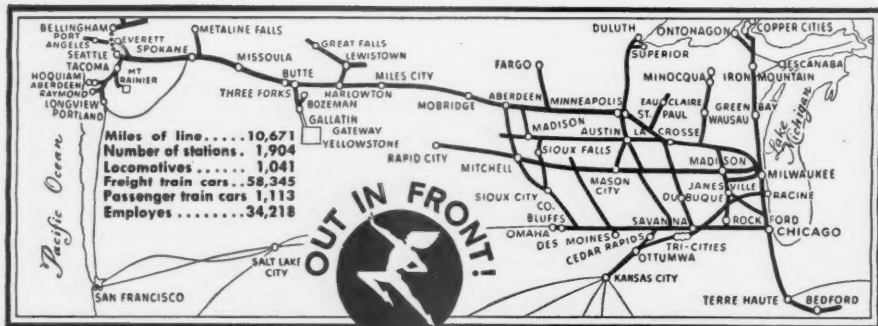 BELLINGHAM
PORT
ANGELES
EVERETT
SEATTLE
SPOKANE
METALINE FALLS
TACOMA
MT
RAINIER
HOQUIAM
ABERDEEN
RAYMOND
LONGVIEW
PORTLAND
MISSOULA
BUTTE
THREE FORKS
GREAT FALLS
LEWISTOWN
HARLOWTON
MILES CITY
BOZEMAN
GALLATIN
GATEWAY
YELLOWSTONE
MOBRIDGE
ABERDEEN
FARGO
MINNEAPOLIS
ST.
PAUL
DULUTH
SUPERIOR
ONTONAGON
COPPER CITIES
ESCANABA
IRON MOUNTAIN
MINOCQUA
EAU CLAIRE
WAUSAU
GREEN BAY
Lake Michigan
MADISON
AUSTIN
LA CROSSE
RAPID CITY
SIOUX FALLS
MITCHELL
MASON
CITY
MADISON
MILWAUKEE
JANESVILLE
RACINE
SIOUX CITY
DUBUQUE
ROCKFORD
CO.
BLUFFS
OMAHA
DES MOINES
CEDAR RAPIDS
SAVANNA
TRI-CITIES
OTTUMWA
CHICAGO
KANSAS CITY
TERRE HAUTE
BEDFORD
Pacific Ocean
SAN FRANCISCO
SALT LAKE
CITY
Miles of line......10,671
Number of stations. 1,904
Locomotives.......1,041
Freight train cars..58,345
Passenger train cars 1,113
Employes........34,218
OUT IN FRONT!